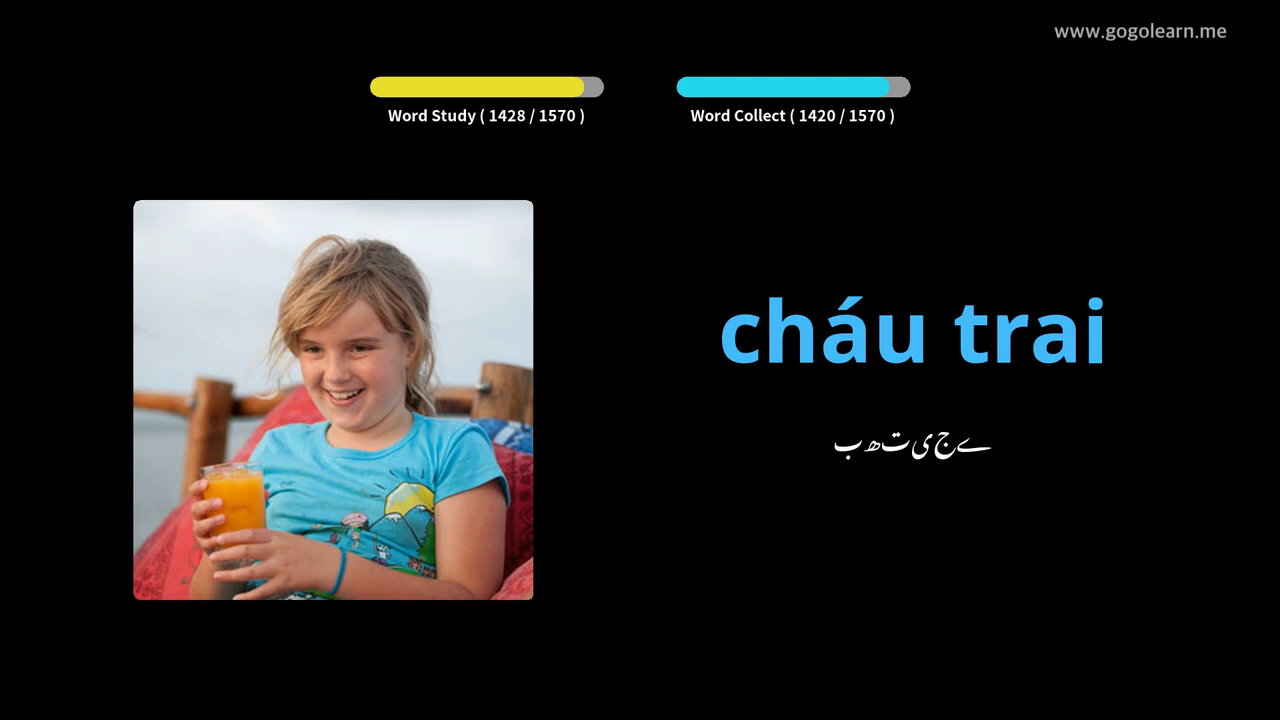 www.gogolearn.me
Word Study ( 1428 / 1570 )
Word Collect ( 1420 / 1570 )
cháu trai
بھتیجے